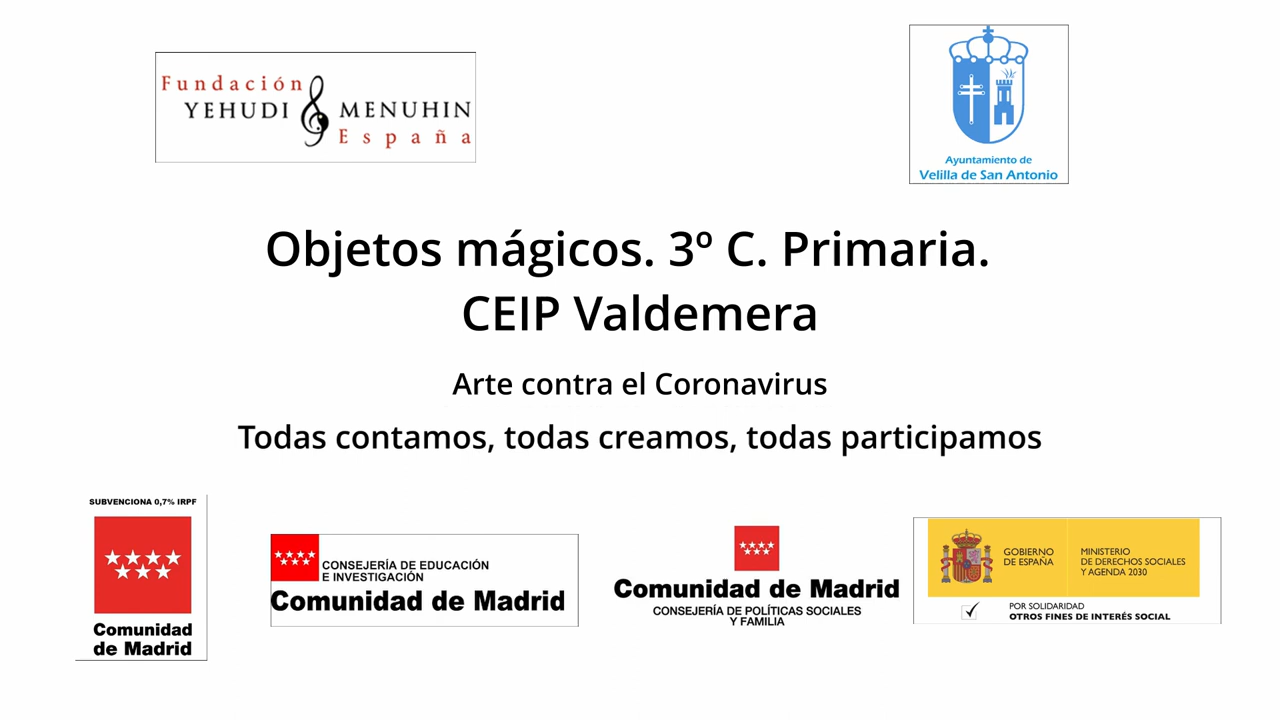 Fundación
YEHUDI MENUHIN
España
Ayuntamiento de
Velilla de San Antonio
Objetos mágicos. 3º C. Primaria.
CEIP Valdemera
Arte contra el Coronavirus
Todas contamos, todas creamos, todas participamos
SUBVENCIONA 0,7% IRPF
Comunidad
de Madrid
CONSEJERÍA DE EDUCACIÓN
E INVESTIGACIÓN
Comunidad de Madrid
Comunidad de Madrid
CONSEJERÍA DE POLÍTICAS SOCIALES
Y FAMILIA
GOBIERNO
DE ESPAÑA
MINISTERIO
DE DERECHOS SOCIALES
Y AGENDA 2030
POR SOLIDARIDAD
OTROS FINES DE INTERÉS SOCIAL